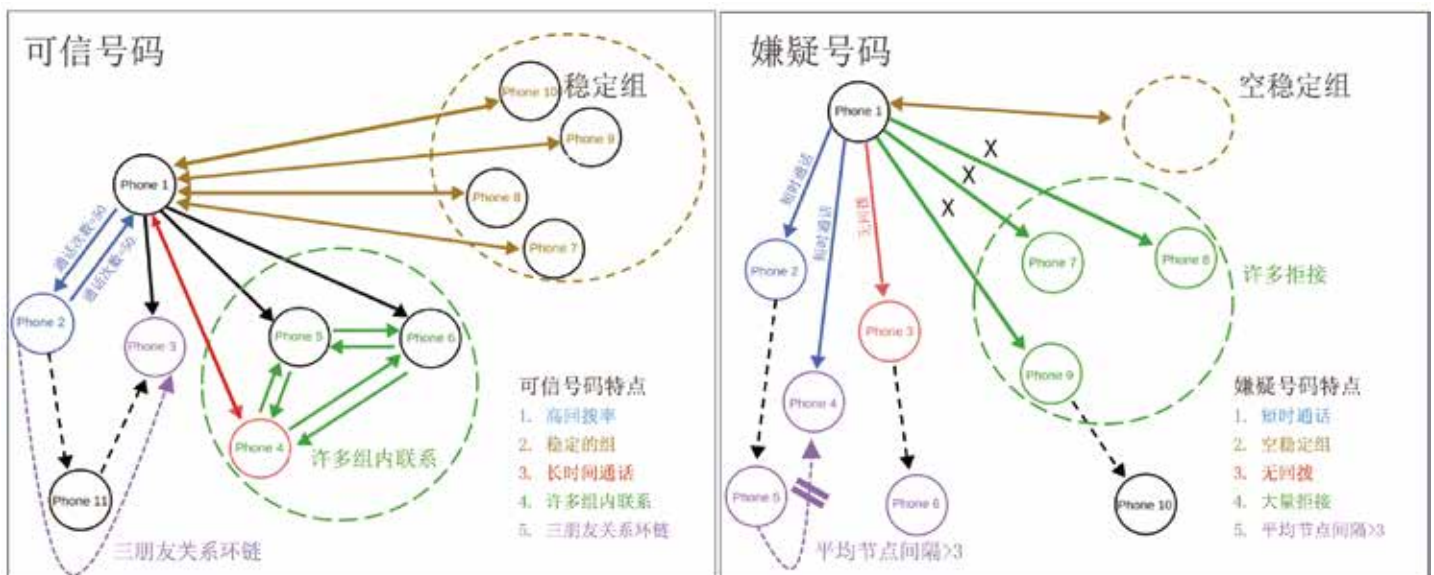 可信号码
稳定组
Phone 10
Phone 9
Phone 1
Phone 8
Phone 7
通话次数=50
通话次数=50
Phone 2
Phone 3
Phone 5
Phone 6
Phone 4
许多组内联系
Phone 11
三朋友关系环链
可信号码特点
1. 高回拨率
2. 稳定的组
3. 长时间通话
4. 许多组内联系
5. 三朋友关系环链
嫌疑号码
空稳定组
Phone 1
X
X
X
短时通话
短时通话
无回拨
Phone 2
Phone 7
Phone 8
许多拒接
Phone 3
Phone 9
Phone 4
Phone 5
Phone 6
Phone 10
平均节点间隔>3
嫌疑号码特点
1. 短时通话
2. 空稳定组
3. 无回拨
4. 大量拒接
5. 平均节点间隔>3